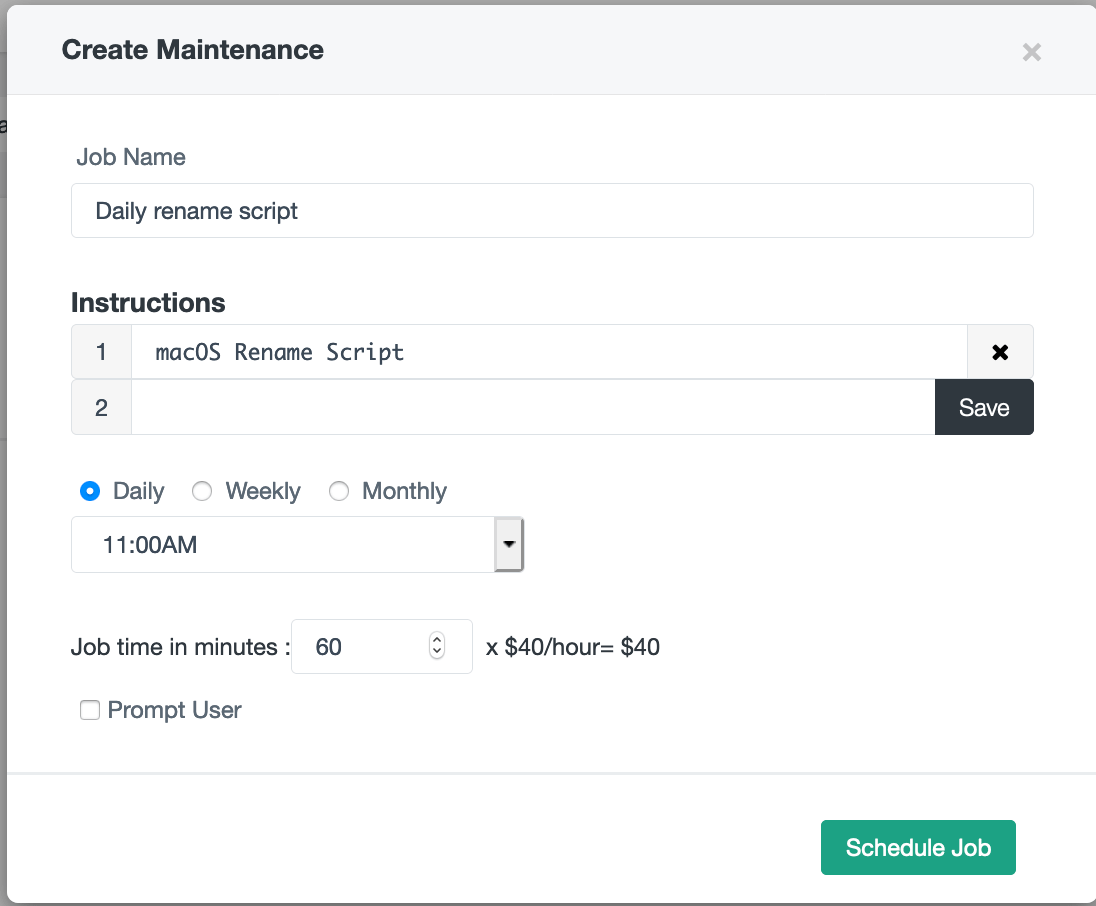 Create Maintenance ×
Job Name
Daily rename script
Instructions
1 macOS Rename Script ✖
2 Save
Daily Weekly Monthly
11:00AM
Job time in minutes : 60 x $40/hour= $40
Prompt User
Schedule Job